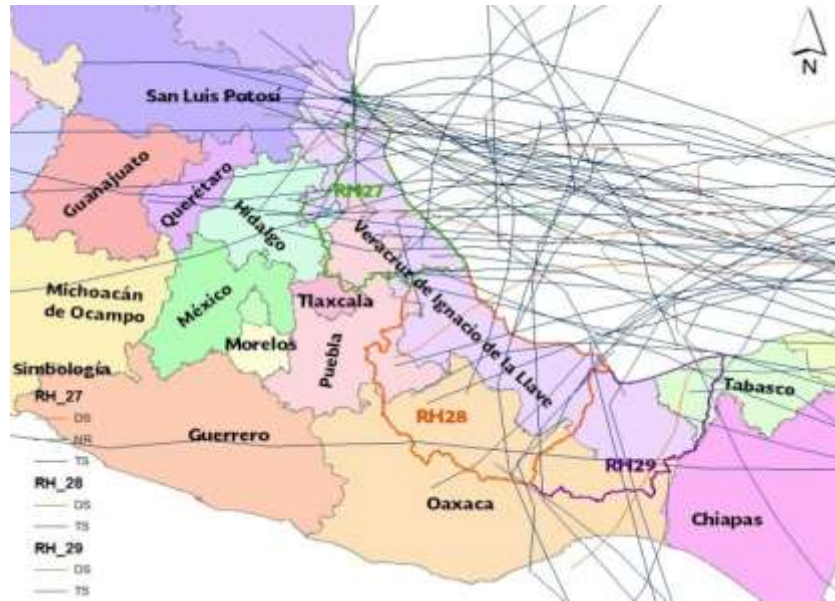 N
San Luis Potosí
Guanajuato
Querétaro
Hidalgo
RH27
Veracruz de Ignacio de la Llave
Michoacán
de Ocampo
México
Tlaxcala
Morelos
Puebla
Tabasco
Simbología
RH_27
DS
NR
TS
RH_28
DS
TS
RH_29
DS
TS
Guerrero
RH28
RH29
Oaxaca
Chiapas